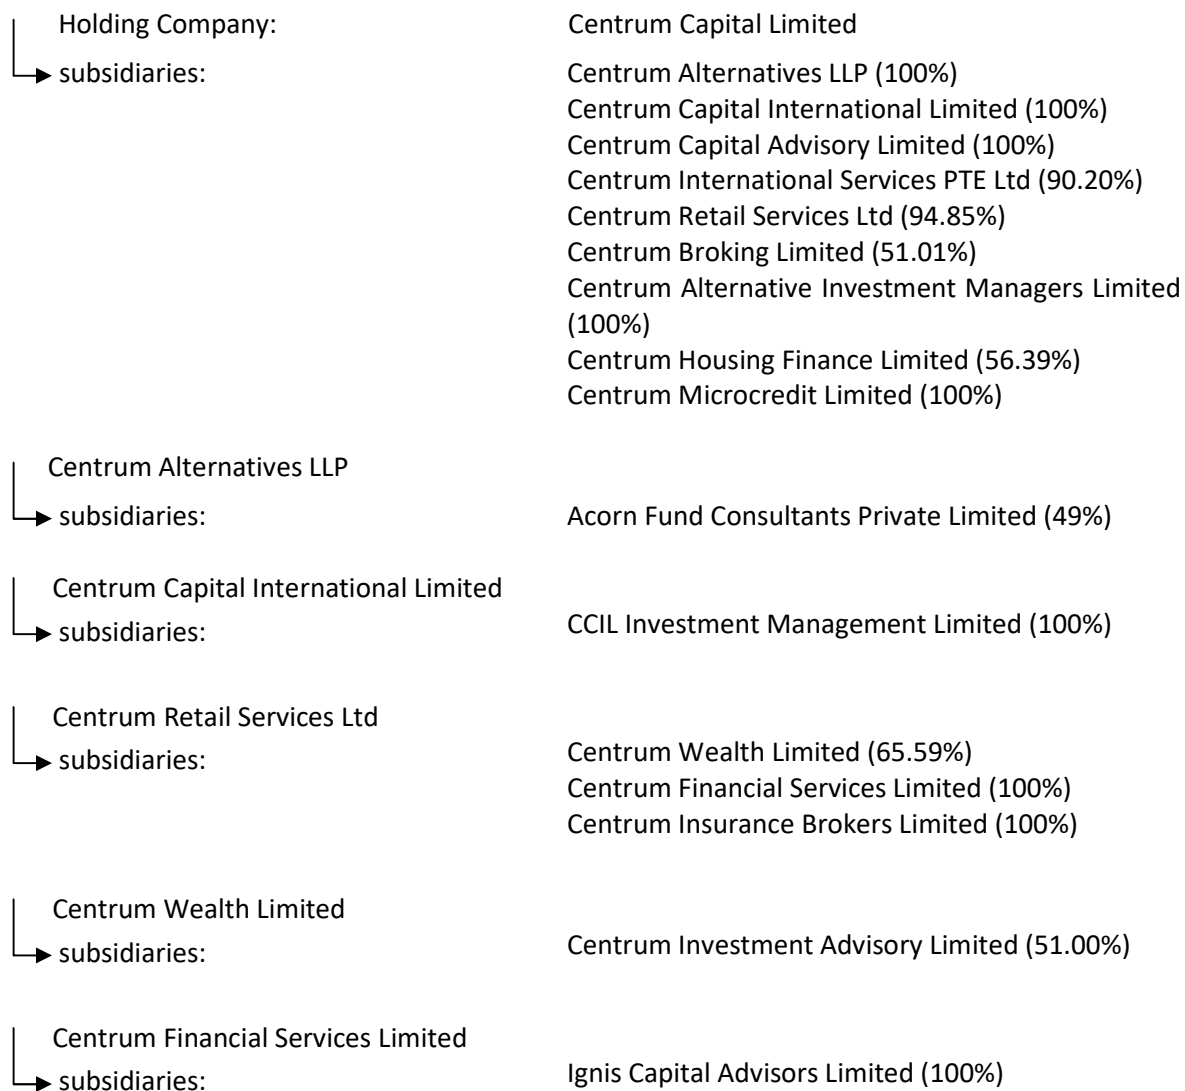 Holding Company: Centrum Capital Limited
subsidiaries: Centrum Alternatives LLP (100%)
Centrum Capital International Limited (100%)
Centrum Capital Advisory Limited (100%)
Centrum International Services PTE Ltd (90.20%)
Centrum Retail Services Ltd (94.85%)
Centrum Broking Limited (51.01%)
Centrum Alternative Investment Managers Limited
(100%)
Centrum Housing Finance Limited (56.39%)
Centrum Microcredit Limited (100%)
Centrum Alternatives LLP
subsidiaries: Acorn Fund Consultants Private Limited (49%)
Centrum Capital International Limited
subsidiaries: CCIL Investment Management Limited (100%)
Centrum Retail Services Ltd
subsidiaries: Centrum Wealth Limited (65.59%)
Centrum Financial Services Limited (100%)
Centrum Insurance Brokers Limited (100%)
Centrum Wealth Limited
subsidiaries: Centrum Investment Advisory Limited (51.00%)
Centrum Financial Services Limited
subsidiaries: Ignis Capital Advisors Limited (100%)